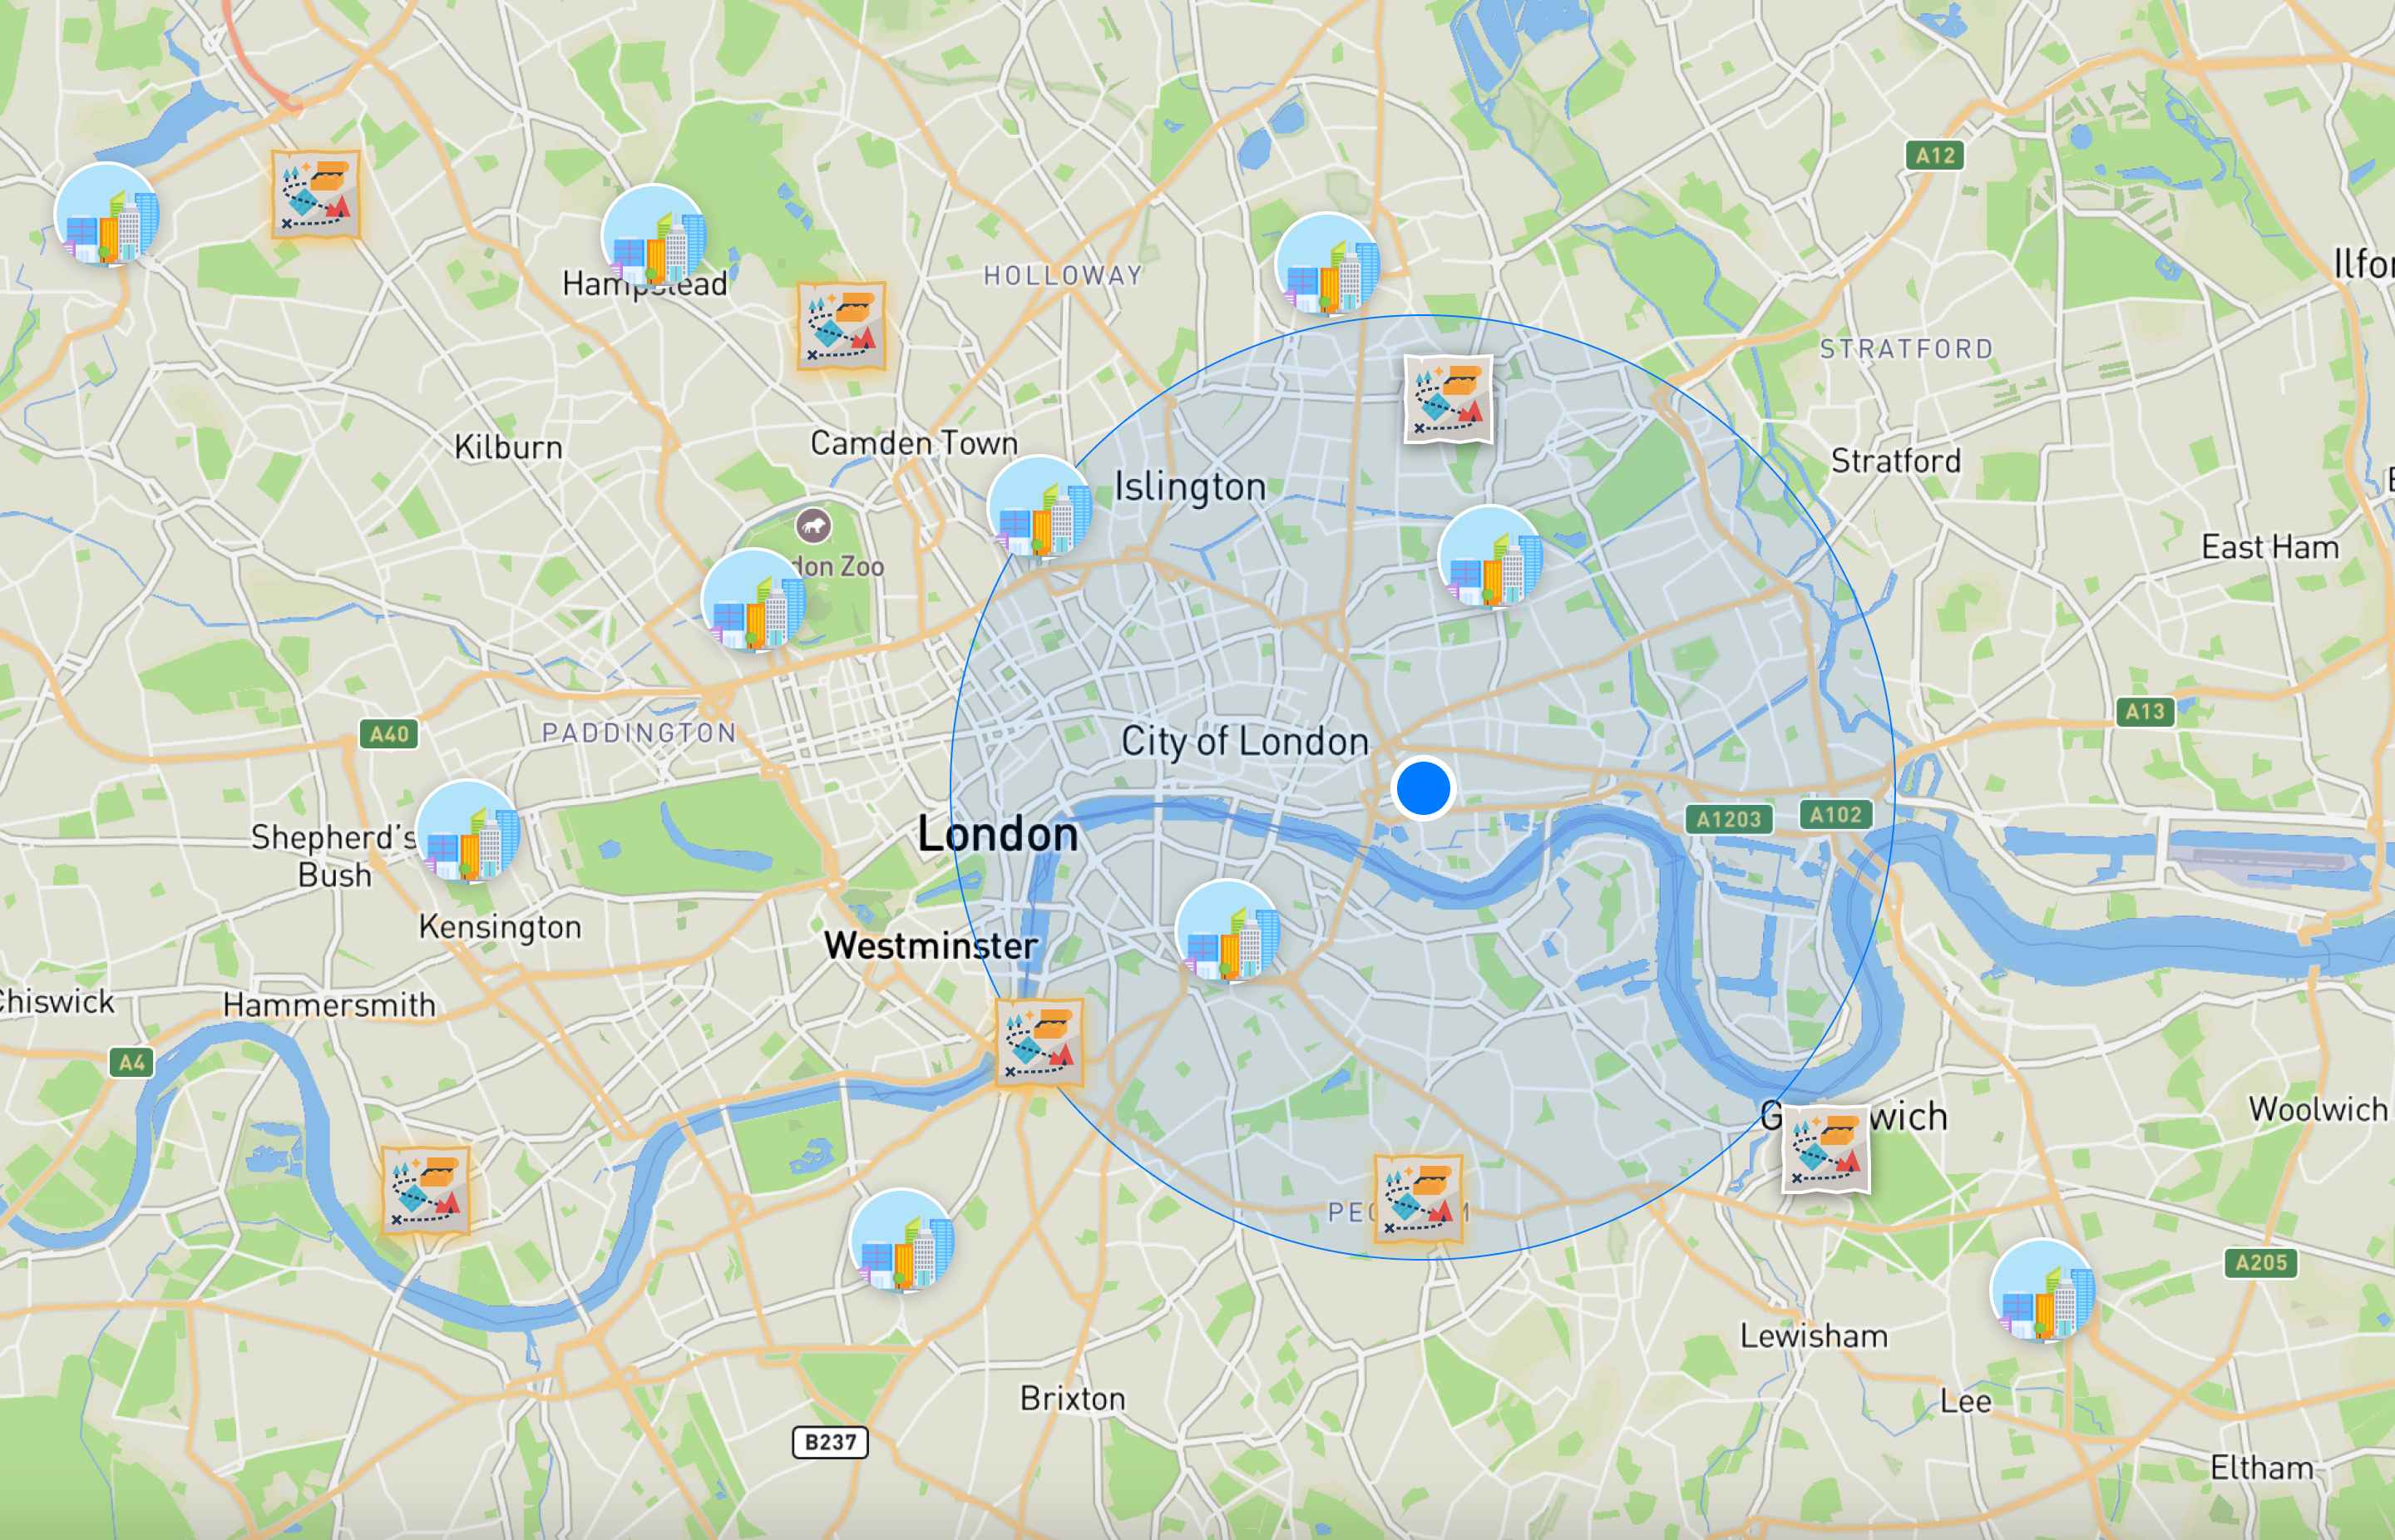 A12
Ilfor
Hampstead
HOLLOWAY
STRATFORD
Kilburn
Camden Town
Islington
Stratford
East Ham
don Zoo
A40
PADDINGTON
City of London
A13
Shepherd's
Bush
London
A1203
A102
Kensington
Westminster
Chiswick
Hammersmith
A4
G wich
Woolwich
PEC M
A205
Lewisham
Brixton
Lee
B237
Eltham